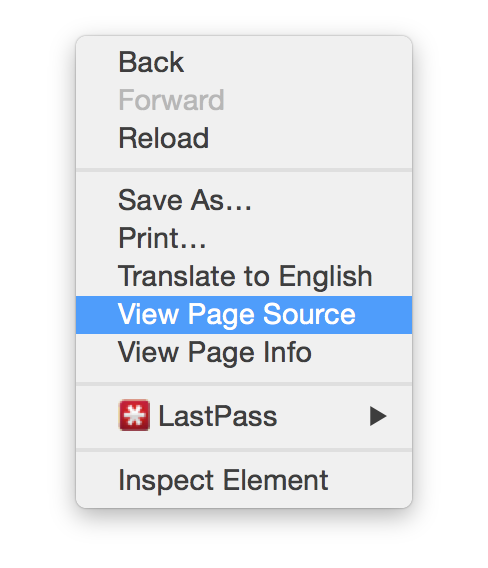 Back
Forward
Reload
Save As…
Print…
Translate to English
View Page Source
View Page Info
LastPass
Inspect Element